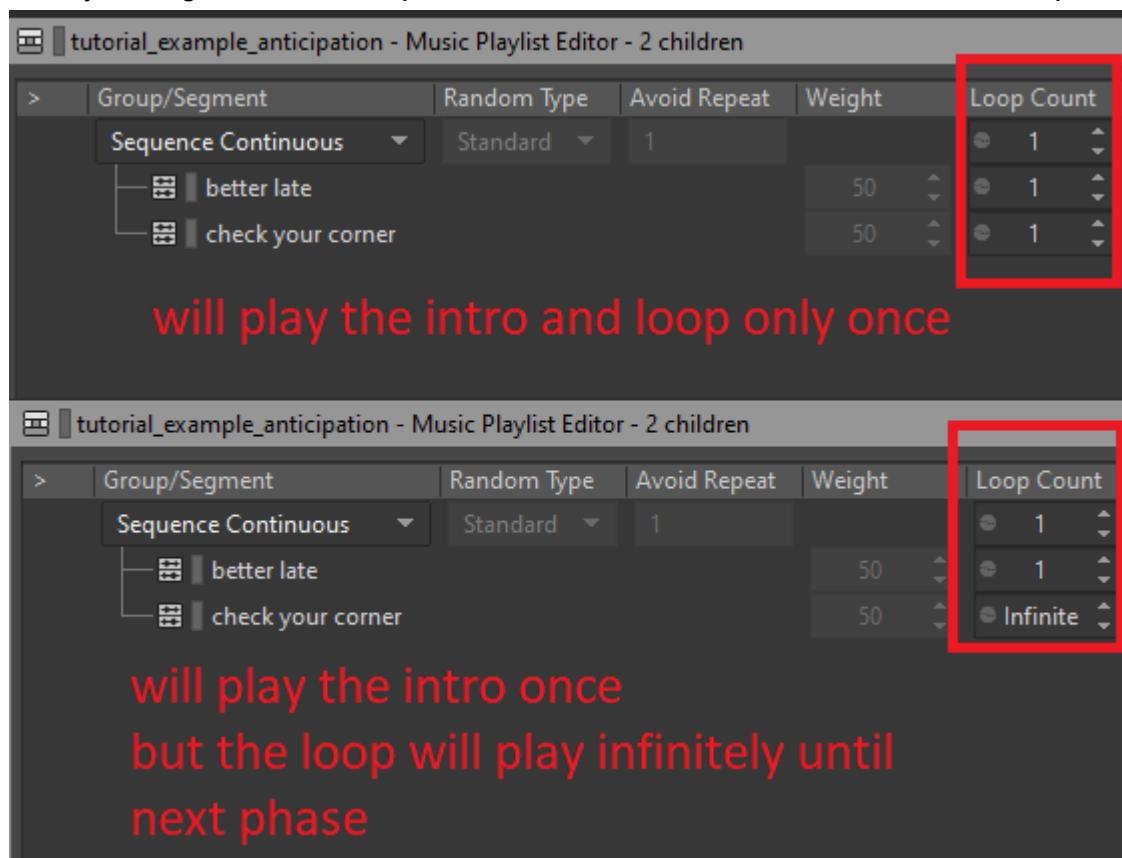 tutorial_example_anticipation - Music Playlist Editor - 2 children
> Group/Segment Random Type Avoid Repeat Weight Loop Count
Sequence Continuous Standard 1 1
better late 50 1
check your corner 50 1
will play the intro and loop only once
tutorial_example_anticipation - Music Playlist Editor - 2 children
> Group/Segment Random Type Avoid Repeat Weight Loop Count
Sequence Continuous Standard 1 1
better late 50 1
check your corner 50 Infinite
will play the intro once
but the loop will play infinitely until
next phase